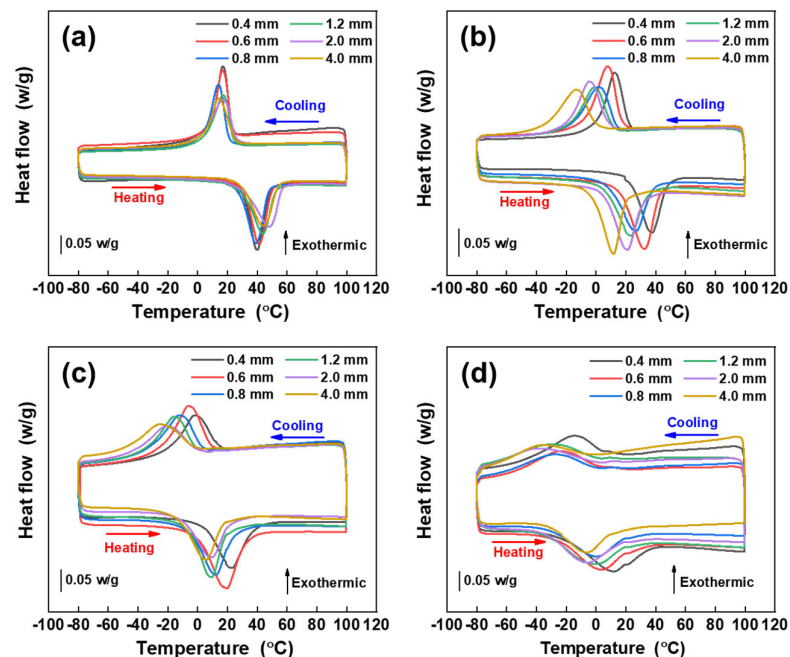 (a)
0.4 mm 1.2 mm
0.6 mm 2.0 mm
0.8 mm 4.0 mm
Cooling
Heating
0.05 w/g
Exothermic
Heat flow (w/g)
-100 -80 -60 -40 -20 0 20 40 60 80 100 120
Temperature (°C)
(b)
0.4 mm 1.2 mm
0.6 mm 2.0 mm
0.8 mm 4.0 mm
Cooling
Heating
0.05 w/g
Exothermic
Heat flow (w/g)
-100 -80 -60 -40 -20 0 20 40 60 80 100 120
Temperature (°C)
(c)
0.4 mm 1.2 mm
0.6 mm 2.0 mm
0.8 mm 4.0 mm
Cooling
Heating
0.05 w/g
Exothermic
Heat flow (w/g)
-100 -80 -60 -40 -20 0 20 40 60 80 100 120
Temperature (°C)
(d)
0.4 mm 1.2 mm
0.6 mm 2.0 mm
0.8 mm 4.0 mm
Cooling
Heating
0.05 w/g
Exothermic
Heat flow (w/g)
-100 -80 -60 -40 -20 0 20 40 60 80 100 120
Temperature (°C)